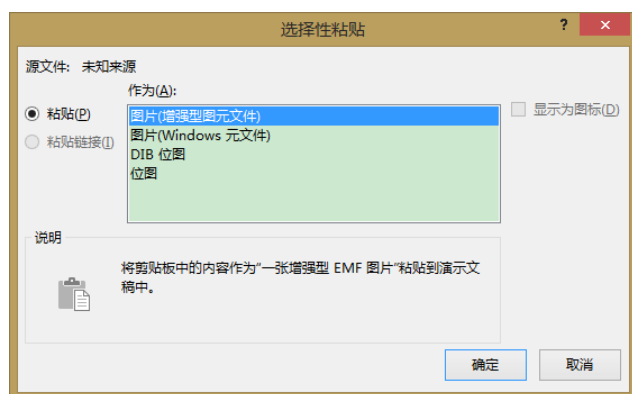 选择性粘贴
?
×
源文件: 未知来源
作为(A):
粘贴(P)
粘贴链接(I)
图片(增强型图元文件)
图片(Windows 元文件)
DIB 位图
位图
显示为图标(D)
说明
将剪贴板中的内容作为“一张增强型 EMF 图片”粘贴到演示文
稿中。
确定
取消